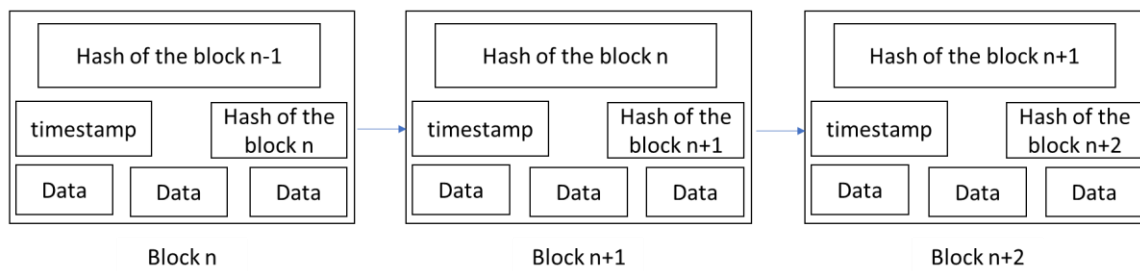 Hash of the block n-1
timestamp
Hash of the
block n
Data
Data
Data
Block n
Hash of the block n
timestamp
Hash of the
block n+1
Data
Data
Data
Block n+1
Hash of the block n+1
timestamp
Hash of the
block n+2
Data
Data
Data
Block n+2